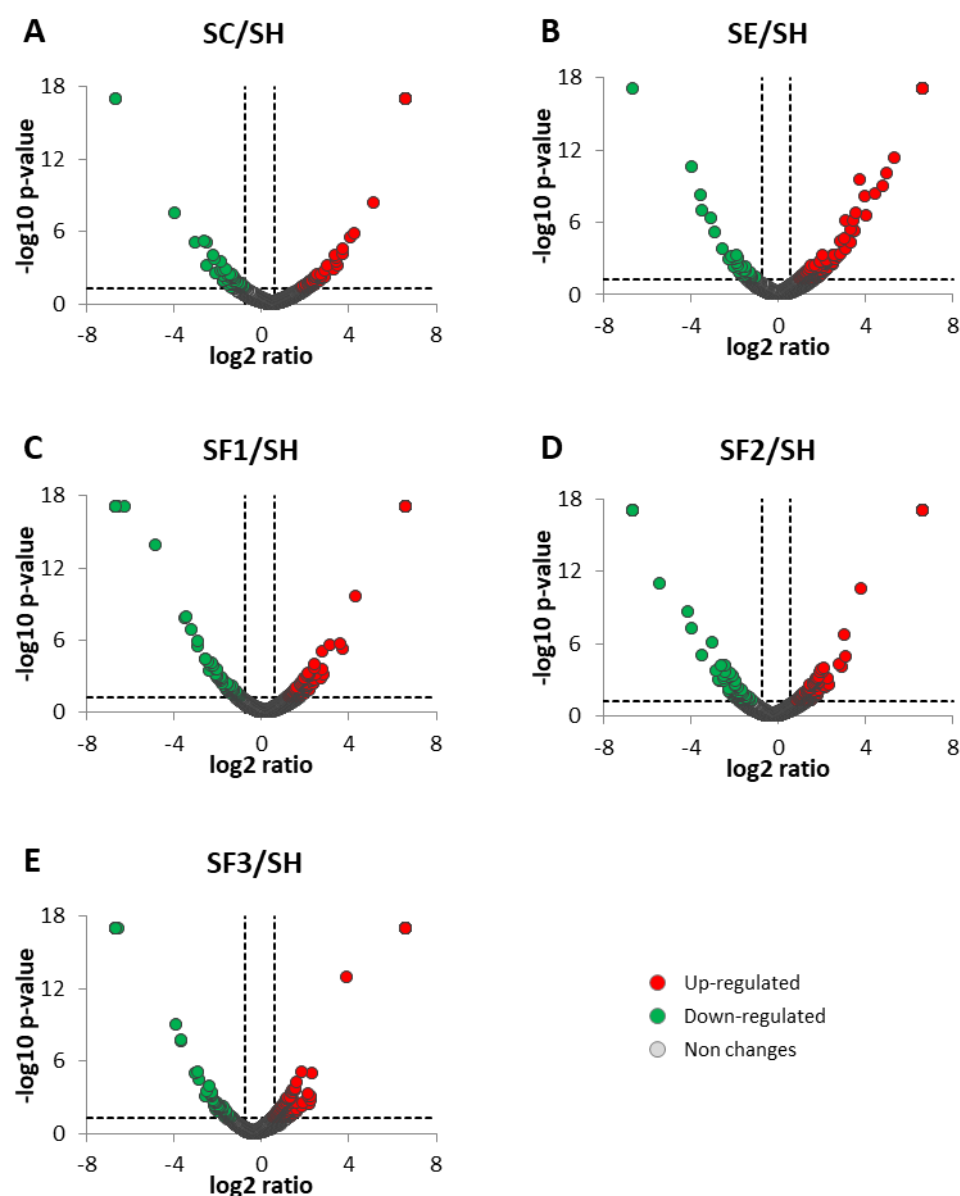 A
SC/SH
18
12
6
0
-8
-4
0
4
8
-log10 p-value
log2 ratio
B
SE/SH
18
12
6
0
-8
-4
0
4
8
-log10 p-value
log2 ratio
C
SF1/SH
18
12
6
0
-8
-4
0
4
8
-log10 p-value
log2 ratio
D
SF2/SH
18
12
6
0
-8
-4
0
4
8
-log10 p-value
log2 ratio
E
SF3/SH
18
12
6
0
-8
-4
0
4
8
-log10 p-value
log2 ratio
Up-regulated
Down-regulated
Non changes